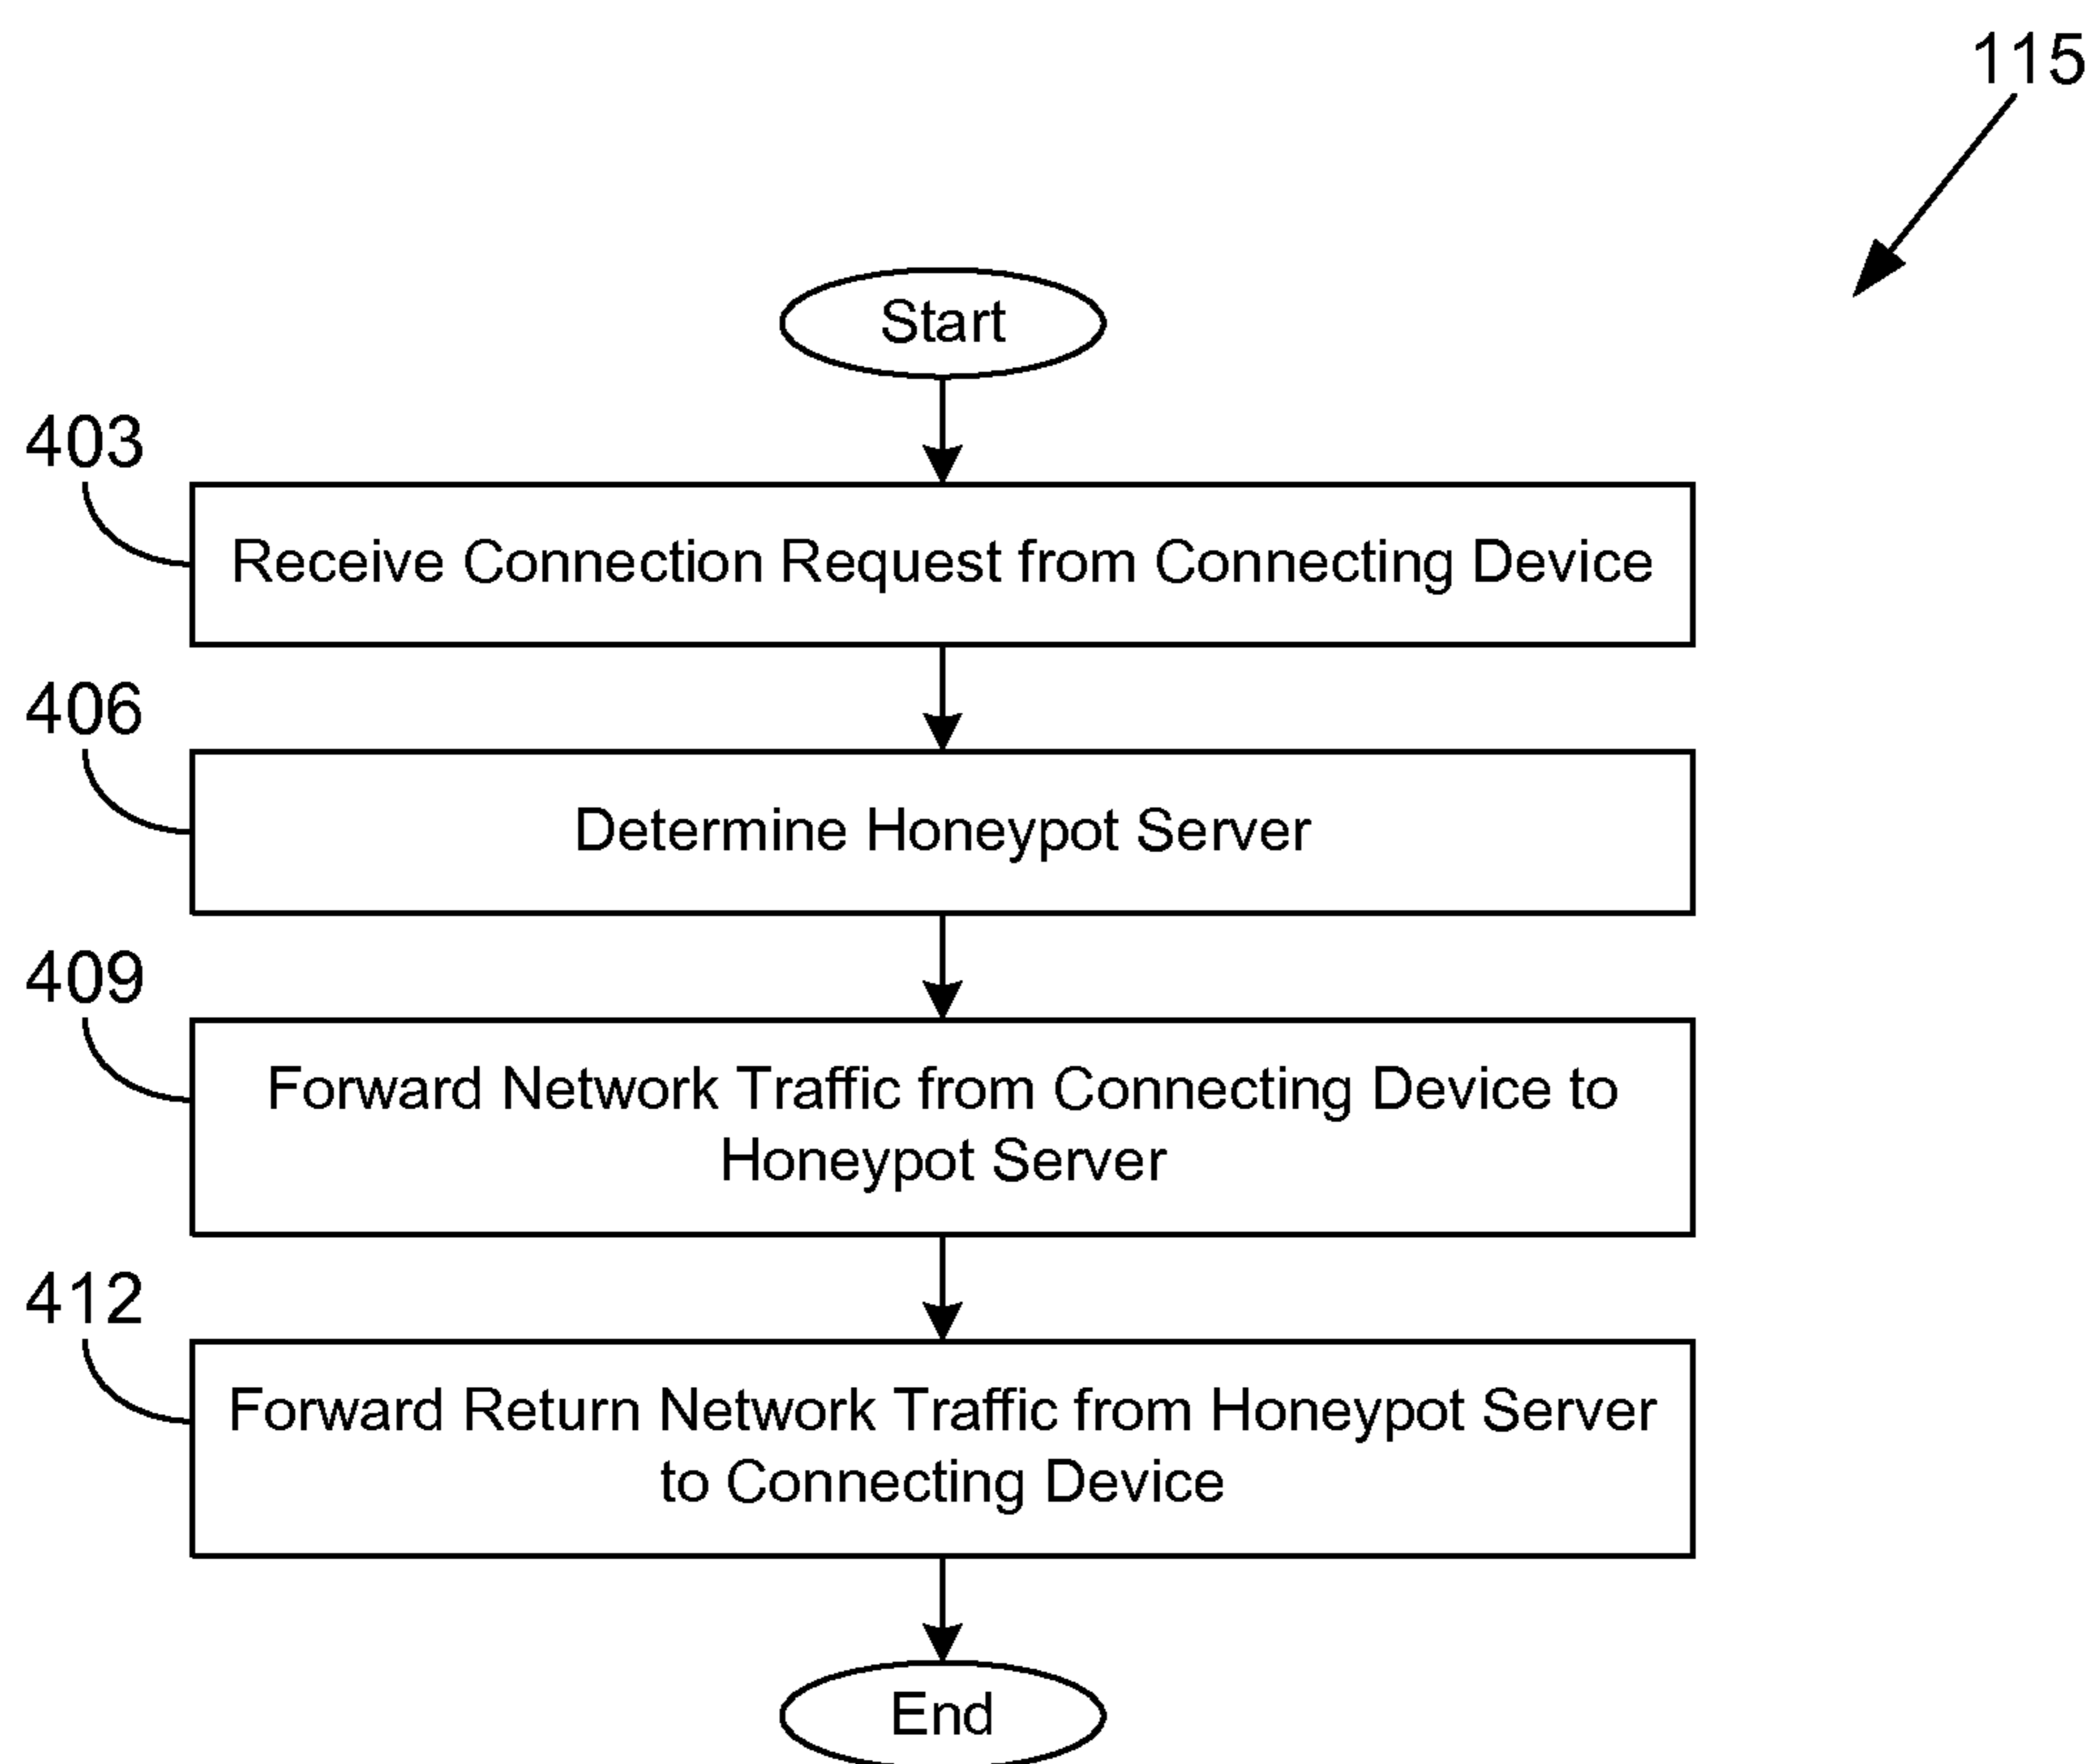 115
Start
403
Receive Connection Request from Connecting Device
406
Determine Honeypot Server
409
Forward Network Traffic from Connecting Device to
Honeypot Server
412
Forward Return Network Traffic from Honeypot Server
to Connecting Device
End